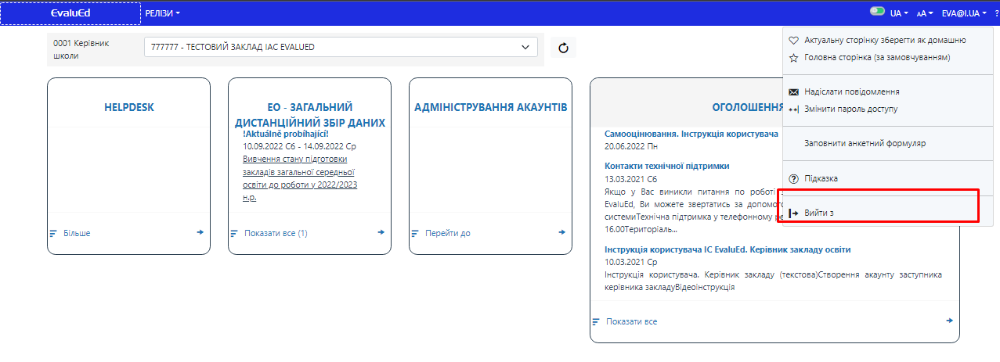 EvaluEd РЕЛІЗИ UA AA EVA@I.UA ?
0001 Керівник
школи
777777 - ТЕСТОВИЙ ЗАКЛАД ІАС EVALUED
Актуальну сторінку зберегти як домашню
Головна сторінка (за замовчуванням)
Надіслати повідомлення
Змінити пароль доступу
Заповнити анкетний формуляр
Підказка
Вийти з
HELPDESK
Більше
ЕО - ЗАГАЛЬНИЙ
ДИСТАНЦІЙНИЙ ЗБІР ДАНИХ
!Aktuálně probíhající!
10.09.2022 Сб - 14.09.2022 Ср
Вивчення стану підготовки
закладів загальної середньої
освіти до роботи у 2022/2023
н.р.
Показати все (1)
АДМІНІСТРУВАННЯ АКАУНТІВ
Перейти до
ОГОЛОШЕННЯ
Самооцінювання. Інструкція користувача
20.06.2022 Пн
Контакти технічної підтримки
13.03.2021 Сб
Якщо у Вас виникли питання по роботі з
EvaluEd, Ви можете звертатись за допомого
системиТехнічна підтримка у телефонному ре
16.00Територіаль...
Інструкція користувача ІС EvaluEd. Керівник закладу освіти
10.03.2021 Ср
Інструкція користувача. Керівник закладу (текстова)Створення акаунту заступника
керівника закладуВідеоінструкція
Показати все